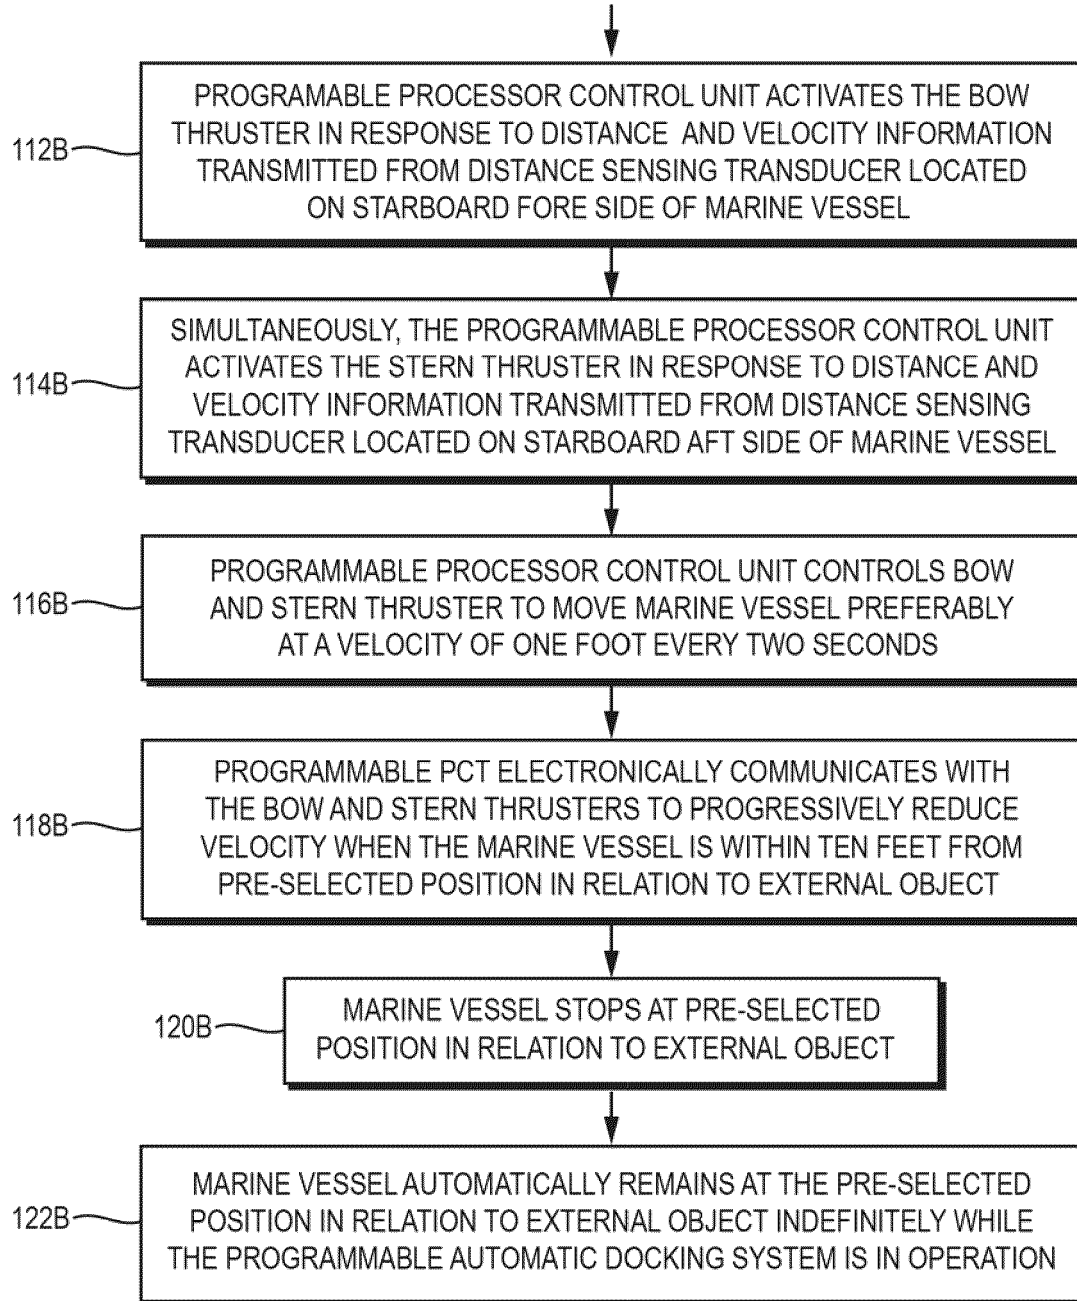 PROGRAMABLE PROCESSOR CONTROL UNIT ACTIVATES THE BOW
THRUSTER IN RESPONSE TO DISTANCE AND VELOCITY INFORMATION
TRANSMITTED FROM DISTANCE SENSING TRANSDUCER LOCATED
ON STARBOARD FORE SIDE OF MARINE VESSEL
112B
SIMULTANEOUSLY, THE PROGRAMMABLE PROCESSOR CONTROL UNIT
ACTIVATES THE STERN THRUSTER IN RESPONSE TO DISTANCE AND
VELOCITY INFORMATION TRANSMITTED FROM DISTANCE SENSING
TRANSDUCER LOCATED ON STARBOARD AFT SIDE OF MARINE VESSEL
114B
PROGRAMMABLE PROCESSOR CONTROL UNIT CONTROLS BOW
AND STERN THRUSTER TO MOVE MARINE VESSEL PREFERABLY
AT A VELOCITY OF ONE FOOT EVERY TWO SECONDS
116B
PROGRAMMABLE PCT ELECTRONICALLY COMMUNICATES WITH
THE BOW AND STERN THRUSTERS TO PROGRESSIVELY REDUCE
VELOCITY WHEN THE MARINE VESSEL IS WITHIN TEN FEET FROM
PRE-SELECTED POSITION IN RELATION TO EXTERNAL OBJECT
118B
MARINE VESSEL STOPS AT PRE-SELECTED
POSITION IN RELATION TO EXTERNAL OBJECT
120B
MARINE VESSEL AUTOMATICALLY REMAINS AT THE PRE-SELECTED
POSITION IN RELATION TO EXTERNAL OBJECT INDEFINITELY WHILE
THE PROGRAMMABLE AUTOMATIC DOCKING SYSTEM IS IN OPERATION
122B